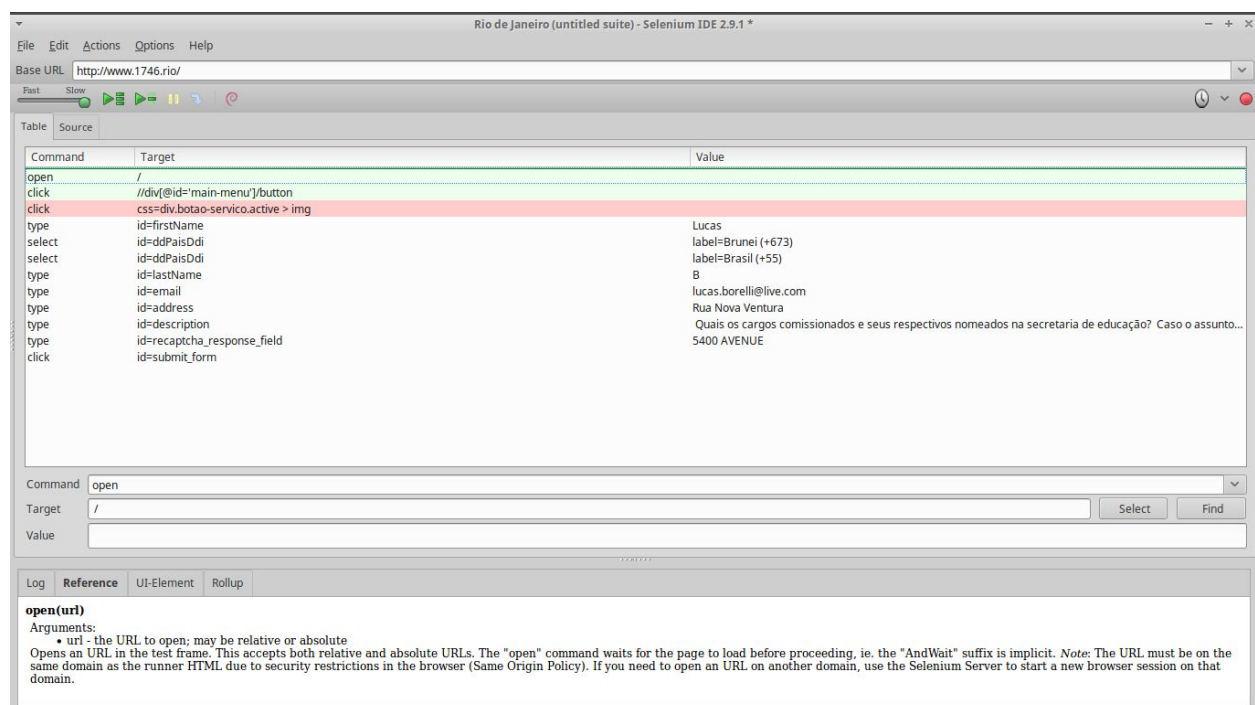 Rio de Janeiro (untitled suite) - Selenium IDE 2.9.1 *
File Edit Actions Options Help
Base URL http://www.1746.rio/
Fast Slow
Table Source
Command Target Value
open /
click //div[@id='main-menu']/button
click css=div.botao-servico.active > img
type id=firstName Lucas
select id=ddPaisDdi label=Brunei (+673)
select id=ddPaisDdi label=Brasil (+55)
type id=lastName B
type id=email lucas.borelli@live.com
type id=address Rua Nova Ventura
type id=description Quais os cargos comissionados e seus respectivos nomeados na secretaria de educação? Caso o assunto...
type id=recaptcha_response_field 5400 AVENUE
click id=submit_form
Command open
Target / Select Find
Value
Log Reference UI-Element Rollup
open(url)
Arguments:
• url - the URL to open; may be relative or absolute
Opens an URL in the test frame. This accepts both relative and absolute URLs. The "open" command waits for the page to load before proceeding, ie. the "AndWait" suffix is implicit. Note: The URL must be on the
same domain as the runner HTML due to security restrictions in the browser (Same Origin Policy). If you need to open an URL on another domain, use the Selenium Server to start a new browser session on that
domain.